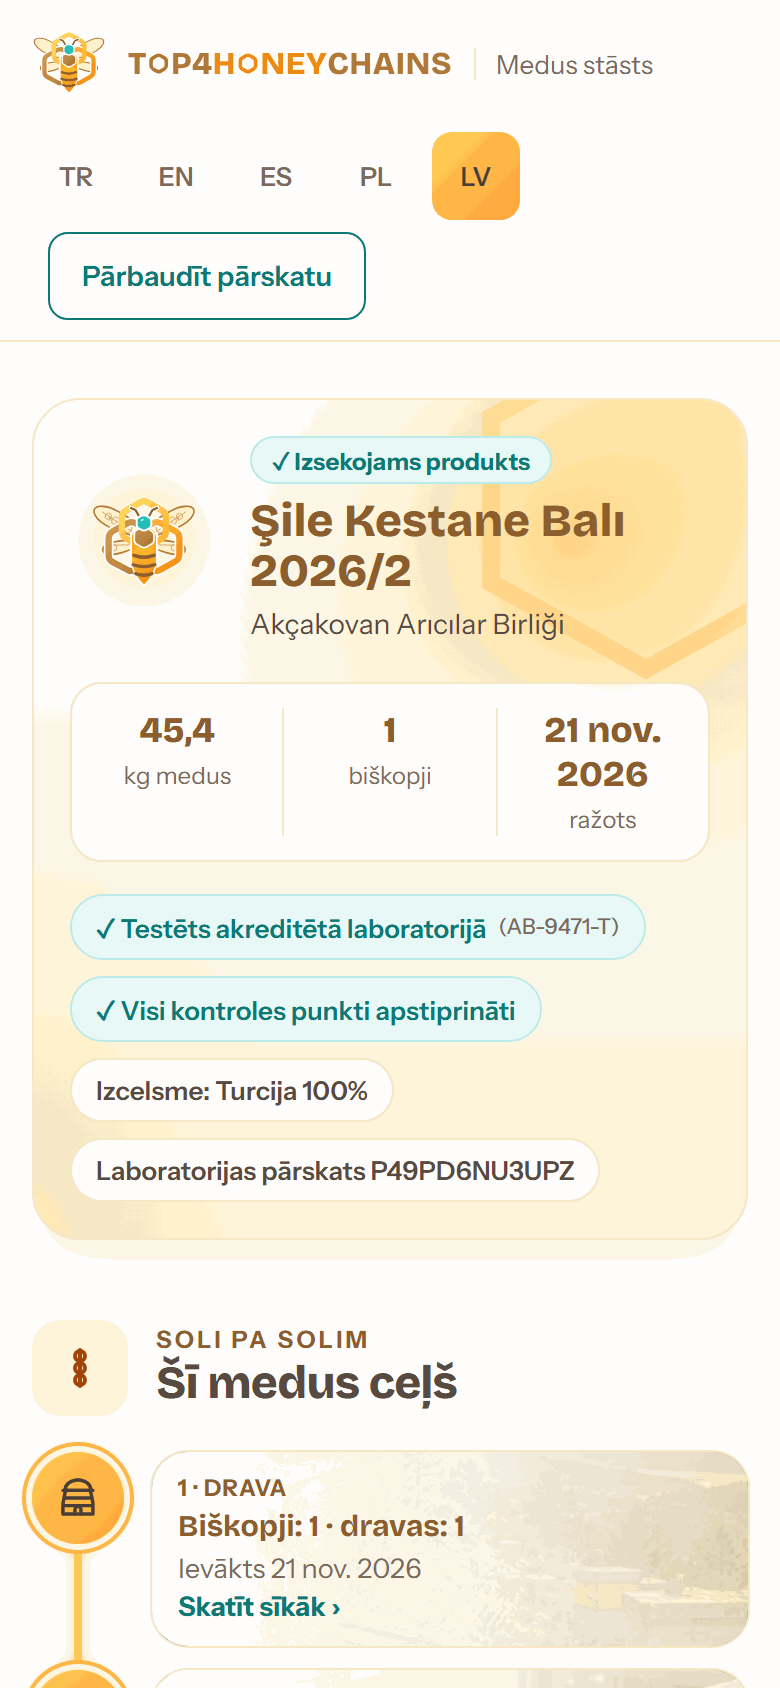 TOP4HONEYCHAINS
Medus stāsts
TR EN ES PL LV
Pārbaudīt pārskatu
✓ Izsekojams produkts
Şile Kestane Balı
2026/2
Akçakovan Arıcılar Birliği
45,4
kg medus
1
biškopji
21 nov.
2026
ražots
✓ Testēts akreditētā laboratorijā (AB-9471-T)
✓ Visi kontroles punkti apstiprināti
Izcelsme: Turcija 100%
Laboratorijas pārskats P49PD6NU3UPZ
SOLI PA SOLIM
Šī medus ceļš
1 · DRAVA
Biškopji: 1 · dravas: 1
Ievākts 21 nov. 2026
Skatīt sīkāk ›